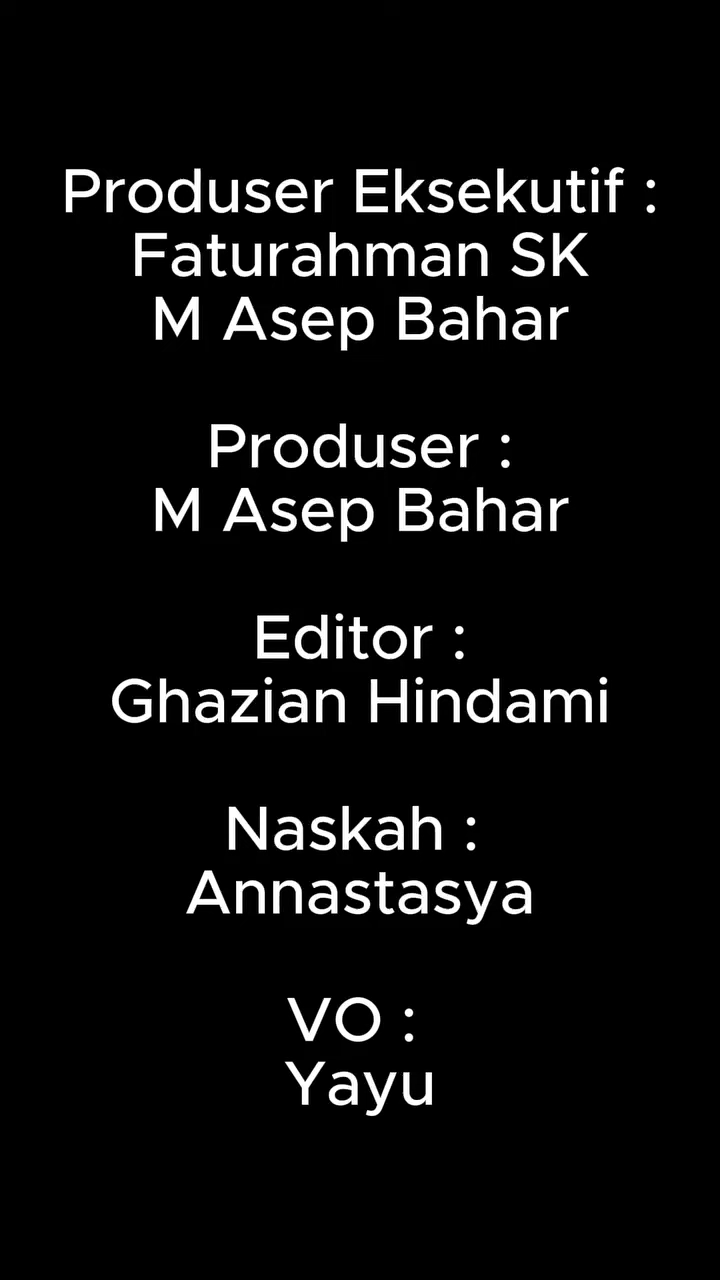 Produser Eksekutif :
Faturahman SK
M Asep Bahar
Produser :
M Asep Bahar
Editor :
Ghazian Hindami
Naskah :
Annastasya
VO :
Yayu